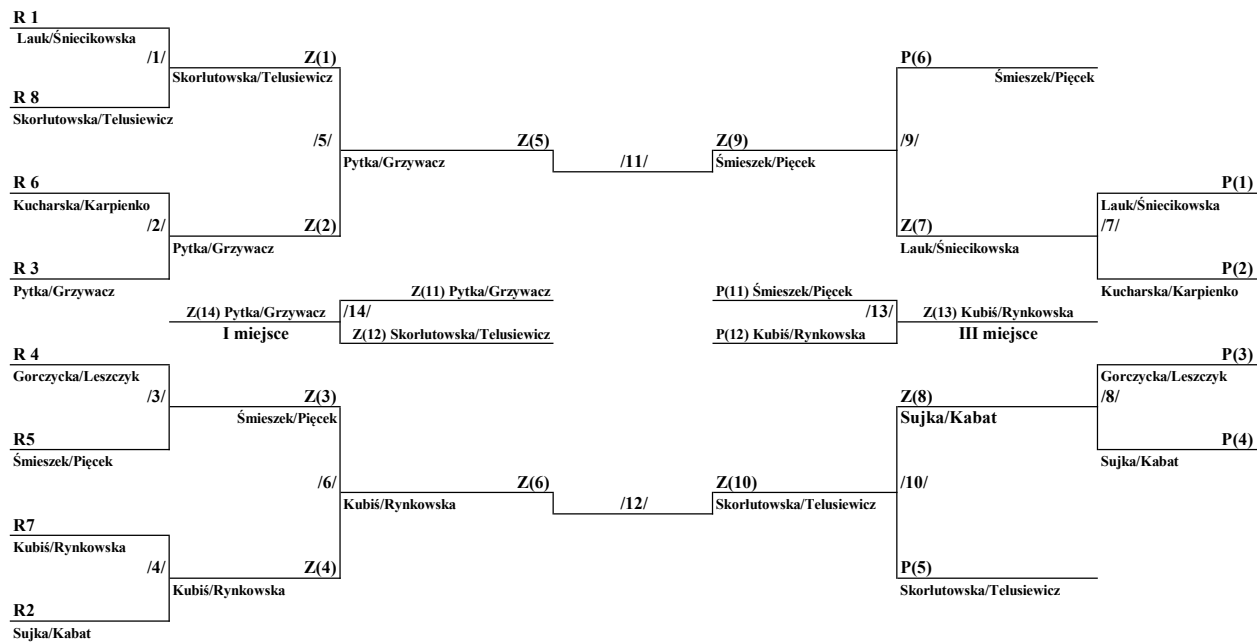 R 1
Lauk/Śniecikowska
/1/
Z(1)
Skorłutowska/Telusiewicz
R 8
Skorłutowska/Telusiewicz
/5/
Z(5)
Pytka/Grzywacz
R 6
Kucharska/Karpienko
/2/
Z(2)
Pytka/Grzywacz
R 3
Pytka/Grzywacz
/11/
P(6)
Śmieszek/Pięcek
Z(9)
/9/
Śmieszek/Pięcek
P(1)
Lauk/Śniecikowska
Z(7)
/7/
Lauk/Śniecikowska
P(2)
Kucharska/Karpienko
Z(11) Pytka/Grzywacz
Z(14) Pytka/Grzywacz
/14/
I miejsce
Z(12) Skorłutowska/Telusiewicz
P(11) Śmieszek/Pięcek
/13/
Z(13) Kubiś/Rynkowska
P(12) Kubiś/Rynkowska
III miejsce
R 4
Gorczycka/Leszczyk
/3/
Z(3)
Śmieszek/Pięcek
R5
Śmieszek/Pięcek
/6/
Z(6)
Kubiś/Rynkowska
R7
Kubiś/Rynkowska
/4/
Z(4)
Kubiś/Rynkowska
R2
Sujka/Kabat
/12/
P(3)
Gorczycka/Leszczyk
Z(8)
/8/
Sujka/Kabat
P(4)
Sujka/Kabat
Z(10)
/10/
Skorłutowska/Telusiewicz
P(5)
Skorłutowska/Telusiewicz